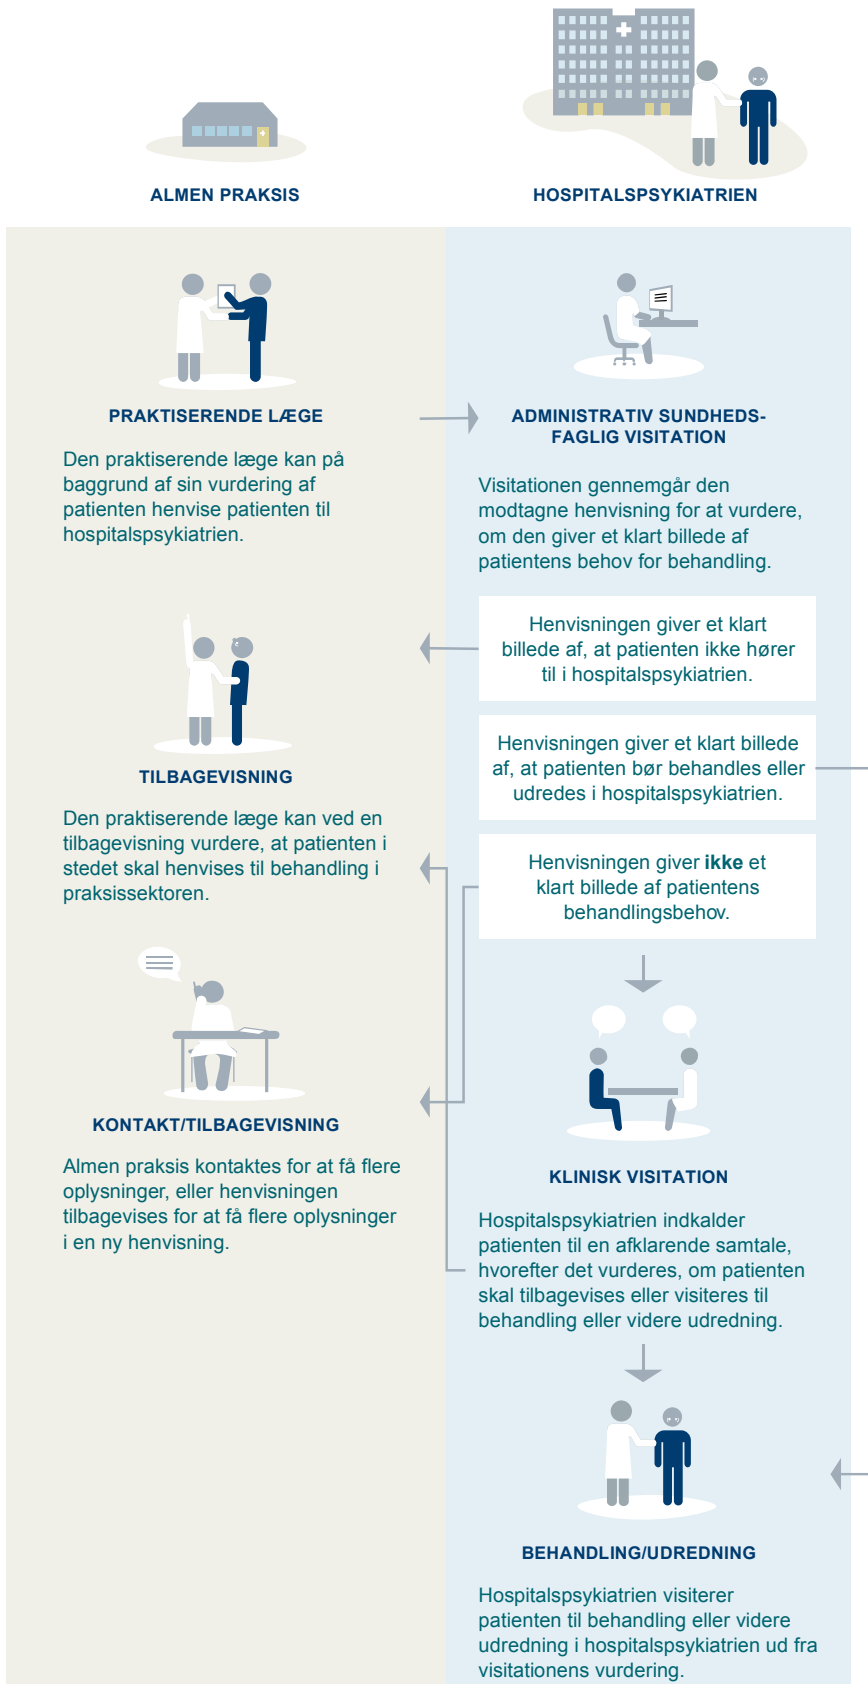 ALMEN PRAKSIS
HOSPITALSPSYKIATRIEN
PRAKTISERENDE LÆGE
Den praktiserende læge kan på
baggrund af sin vurdering af
patienten henvise patienten til
hospitalspsykiatrien.
ADMINISTRATIV SUNDHEDS-
FAGLIG VISITATION
Visitationen gennemgår den
modtagne henvisning for at vurdere,
om den giver et klart billede af
patientens behov for behandling.
Henvisningen giver et klart
billede af, at patienten ikke hører
til i hospitalspsykiatrien.
Henvisningen giver et klart billede
af, at patienten bør behandles eller
udredes i hospitalspsykiatrien.
Henvisningen giver ikke et
klart billede af patientens
behandlingsbehov.
TILBAGEVISNING
Den praktiserende læge kan ved en
tilbagevisning vurdere, at patienten i
stedet skal henvises til behandling i
praksissektoren.
KONTAKT/TILBAGEVISNING
Almen praksis kontaktes for at få flere
oplysninger, eller henvisningen
tilbagevises for at få flere oplysninger
i en ny henvisning.
KLINISK VISITATION
Hospitalspsykiatrien indkalder
patienten til en afklarende samtale,
hvorefter det vurderes, om patienten
skal tilbagevises eller visiteres til
behandling eller videre udredning.
BEHANDLING/UDREDNING
Hospitalspsykiatrien visiterer
patienten til behandling eller videre
udredning i hospitalspsykiatrien ud fra
visitationens vurdering.